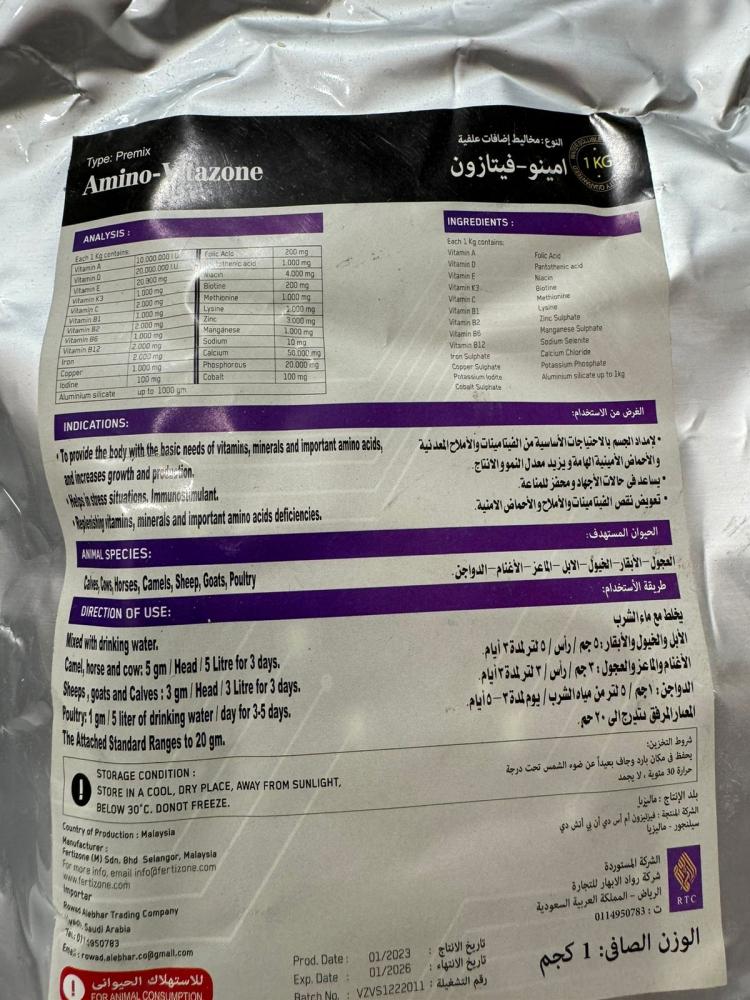 Type: Premix
النوع: مخاليط إضافات علفية
Amino-Vitazone
امينو-فيتازون
1 KG
ANALYSIS :
Each 1 Kg contains:
Vitamin A 10.000.000 I.U
Vitamin D 20.000.000 I.U
Vitamin E 20.000 mg
Vitamin K3 1.000 mg
Vitamin C 2.000 mg
Vitamin B1 1.000 mg
Vitamin B2 2.000 mg
Vitamin B6 1.000 mg
Vitamin B12 2.000 mg
Iron 2.000 mg
Copper 1.000 mg
Iodine 100 mg
Aluminium silicate up to 1000 gm
Folic Acid 200 mg
Pantothenic acid 1.000 mg
Niacin 4.000 mg
Biotine 200 mg
Methionine 1.000 mg
Lysine 1.000 mg
Zinc 3.000 mg
Manganese 1.000 mg
Sodium 10 mg
Calcium 50.000 mg
Phosphorous 20.000 mg
Cobalt 100 mg
INGREDIENTS :
Each 1 Kg contains:
Vitamin A
Vitamin D
Vitamin E
Vitamin K3
Vitamin C
Vitamin B1
Vitamin B2
Vitamin B6
Vitamin B12
Iron Sulphate
Copper Sulphate
Potassium Iodite
Cobalt Sulphate
Folic Acid
Pantothenic acid
Niacin
Biotine
Methionine
Lysine
Zinc Sulphate
Manganese Sulphate
Sodium Selenite
Calcium Chloride
Potassium Phosphate
Aluminium silicate up to 1kg
INDICATIONS:
الغرض من الاستخدام:
• To provide the body with the basic needs of vitamins, minerals and important amino acids,
and increases growth and production.
• Helps in stress situations. Immunostimulant.
• Replenishing vitamins, minerals and important amino acids deficiencies.
• لإمداد الجسم بالاحتياجات الأساسية من الفيتامينات والأملاح المعدنية
والأحماض الأمينية الهامة ويزيد معدل النمو والانتاج.
• يساعد فى حالات الأجهاد ومحفز للمناعة.
• تعويض نقص الفيتامينات والأملاح والأحماض الامنية.
ANIMAL SPECIES:
الحيوان المستهدف:
Calves, Cows, Horses, Camels, Sheep, Goats, Poultry
العجول-الأبقار-الخيول-الابل-الماعز-الأغنام-الدواجن.
DIRECTION OF USE:
طريقة الأستخدام:
Mixed with drinking water.
Camel, horse and cow: 5 gm / Head / 5 Litre for 3 days.
Sheeps, goats and Calves : 3 gm / Head / 3 Litre for 3 days.
Poultry: 1 gm / 5 liter of drinking water / day for 3-5 days.
The Attached Standard Ranges to 20 gm.
يخلط مع ماء الشرب
الأبل والخيول والأبقار: ٥ جم / رأس / ٥ لتر لمدة ٣ أيام.
الأغنام والماعز والعجول: ٣ جم / رأس / ٣ لتر لمدة ٣ أيام.
الدواجن: ١ جم / ٥ لتر من مياه الشرب / يوم لمدة ٣-٥ أيام.
المعيار المرفق يتدرج الى ٢٠ جم.
STORAGE CONDITION :
STORE IN A COOL, DRY PLACE, AWAY FROM SUNLIGHT,
BELOW 30°C. DONOT FREEZE.
شروط التخزين:
يحفظ فى مكان بارد وجاف بعيداً عن ضوء الشمس تحت درجة
حرارة 30 مئوية ، لا يجمد
Country of Production : Malaysia
Manufacturer :
Fertizone (M) Sdn. Bhd Selangor, Malaysia
For more info, email info@fertizone.com
www.fertizone.com
Importar
Rowad Alebhar Trading Company
Riyadh, Saudi Arabia
Tel: 0114950783
Email: rowad.alebhar.co@gmail.com
بلد الإنتاج : ماليزيا
الشركة المنتجة : فيرتيزون أم أس دي أن بي أتش دي
سيلنجور - ماليزيا
الشركة المستوردة
شركة رواد الابهار للتجارة
الرياض - المملكة العربية السعودية
ت : 0114950783
RTC
الوزن الصافى: 1 كجم
Prod. Date : 01/2023 : تاريخ الانتاج
Exp. Date : 01/2026 : تاريخ الانتهاء
Batch No. : VZVS1222011 : رقم التشغيلة
للاستهلاك الحيوانى
FOR ANIMAL CONSUMPTION